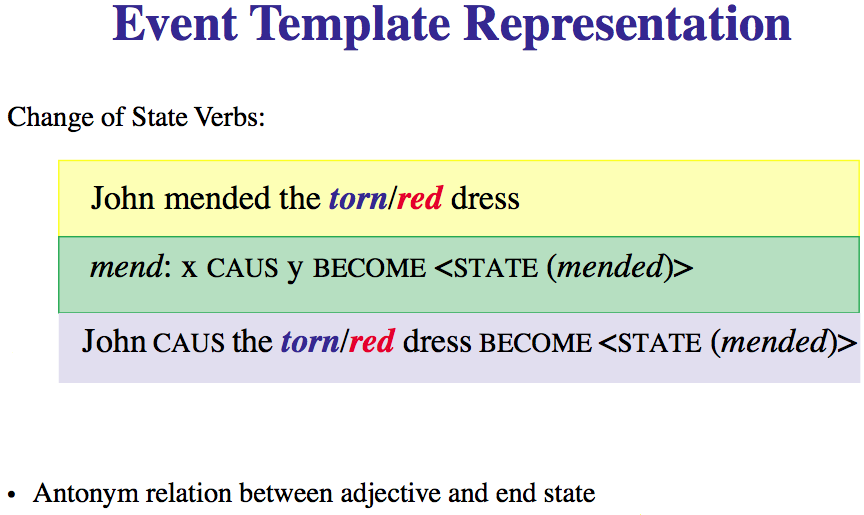 Event Template Representation
Change of State Verbs:
John mended the torn/red dress
mend: x CAUS y BECOME <STATE (mended)>
John CAUS the torn/red dress BECOME <STATE (mended)>
• Antonym relation between adjective and end state